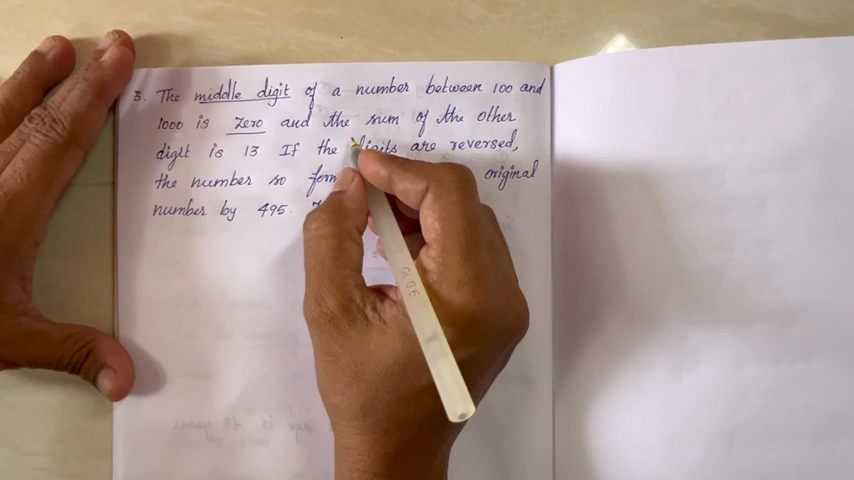 3. The middle digit of a number between 100 and
1000 is zero and the sum of the other
digit is 13. If the digits are reversed,
the number so form original
number by 495.